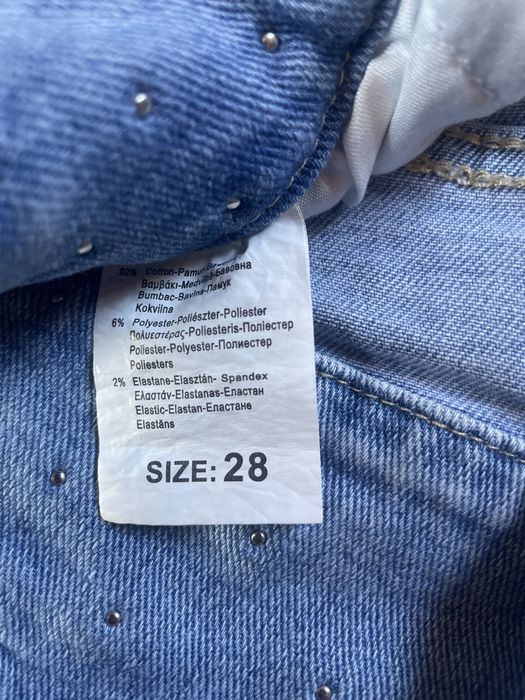 92% Cotton-Pamut-
Βαμβάκι-Medvilnė-Бавовна
Bumbac-Bavlna-Памук
Kokvilna
6% Polyester-Poliészter-Poliester
Πολυεστέρας-Poliesteris-Поліестер
Poliester-Polyester-Полиестер
Poliesters
2% Elastane-Elasztán- Spandex
Ελαστάν-Elastanas-Еластан
Elastic-Elastan-Еластане
Elastāns
SIZE: 28